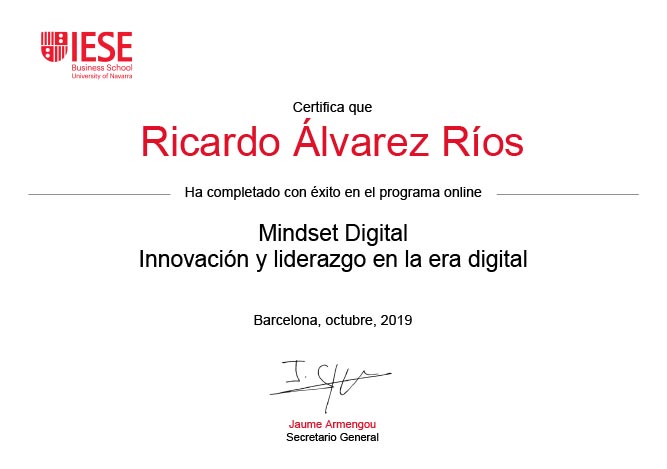 IESE
Business School
University of Navarra
Certifica que
Ricardo Álvarez Ríos
Ha completado con éxito en el programa online
Mindset Digital
Innovación y liderazgo en la era digital
Barcelona, octubre, 2019
Jaume Armengou
Secretario General